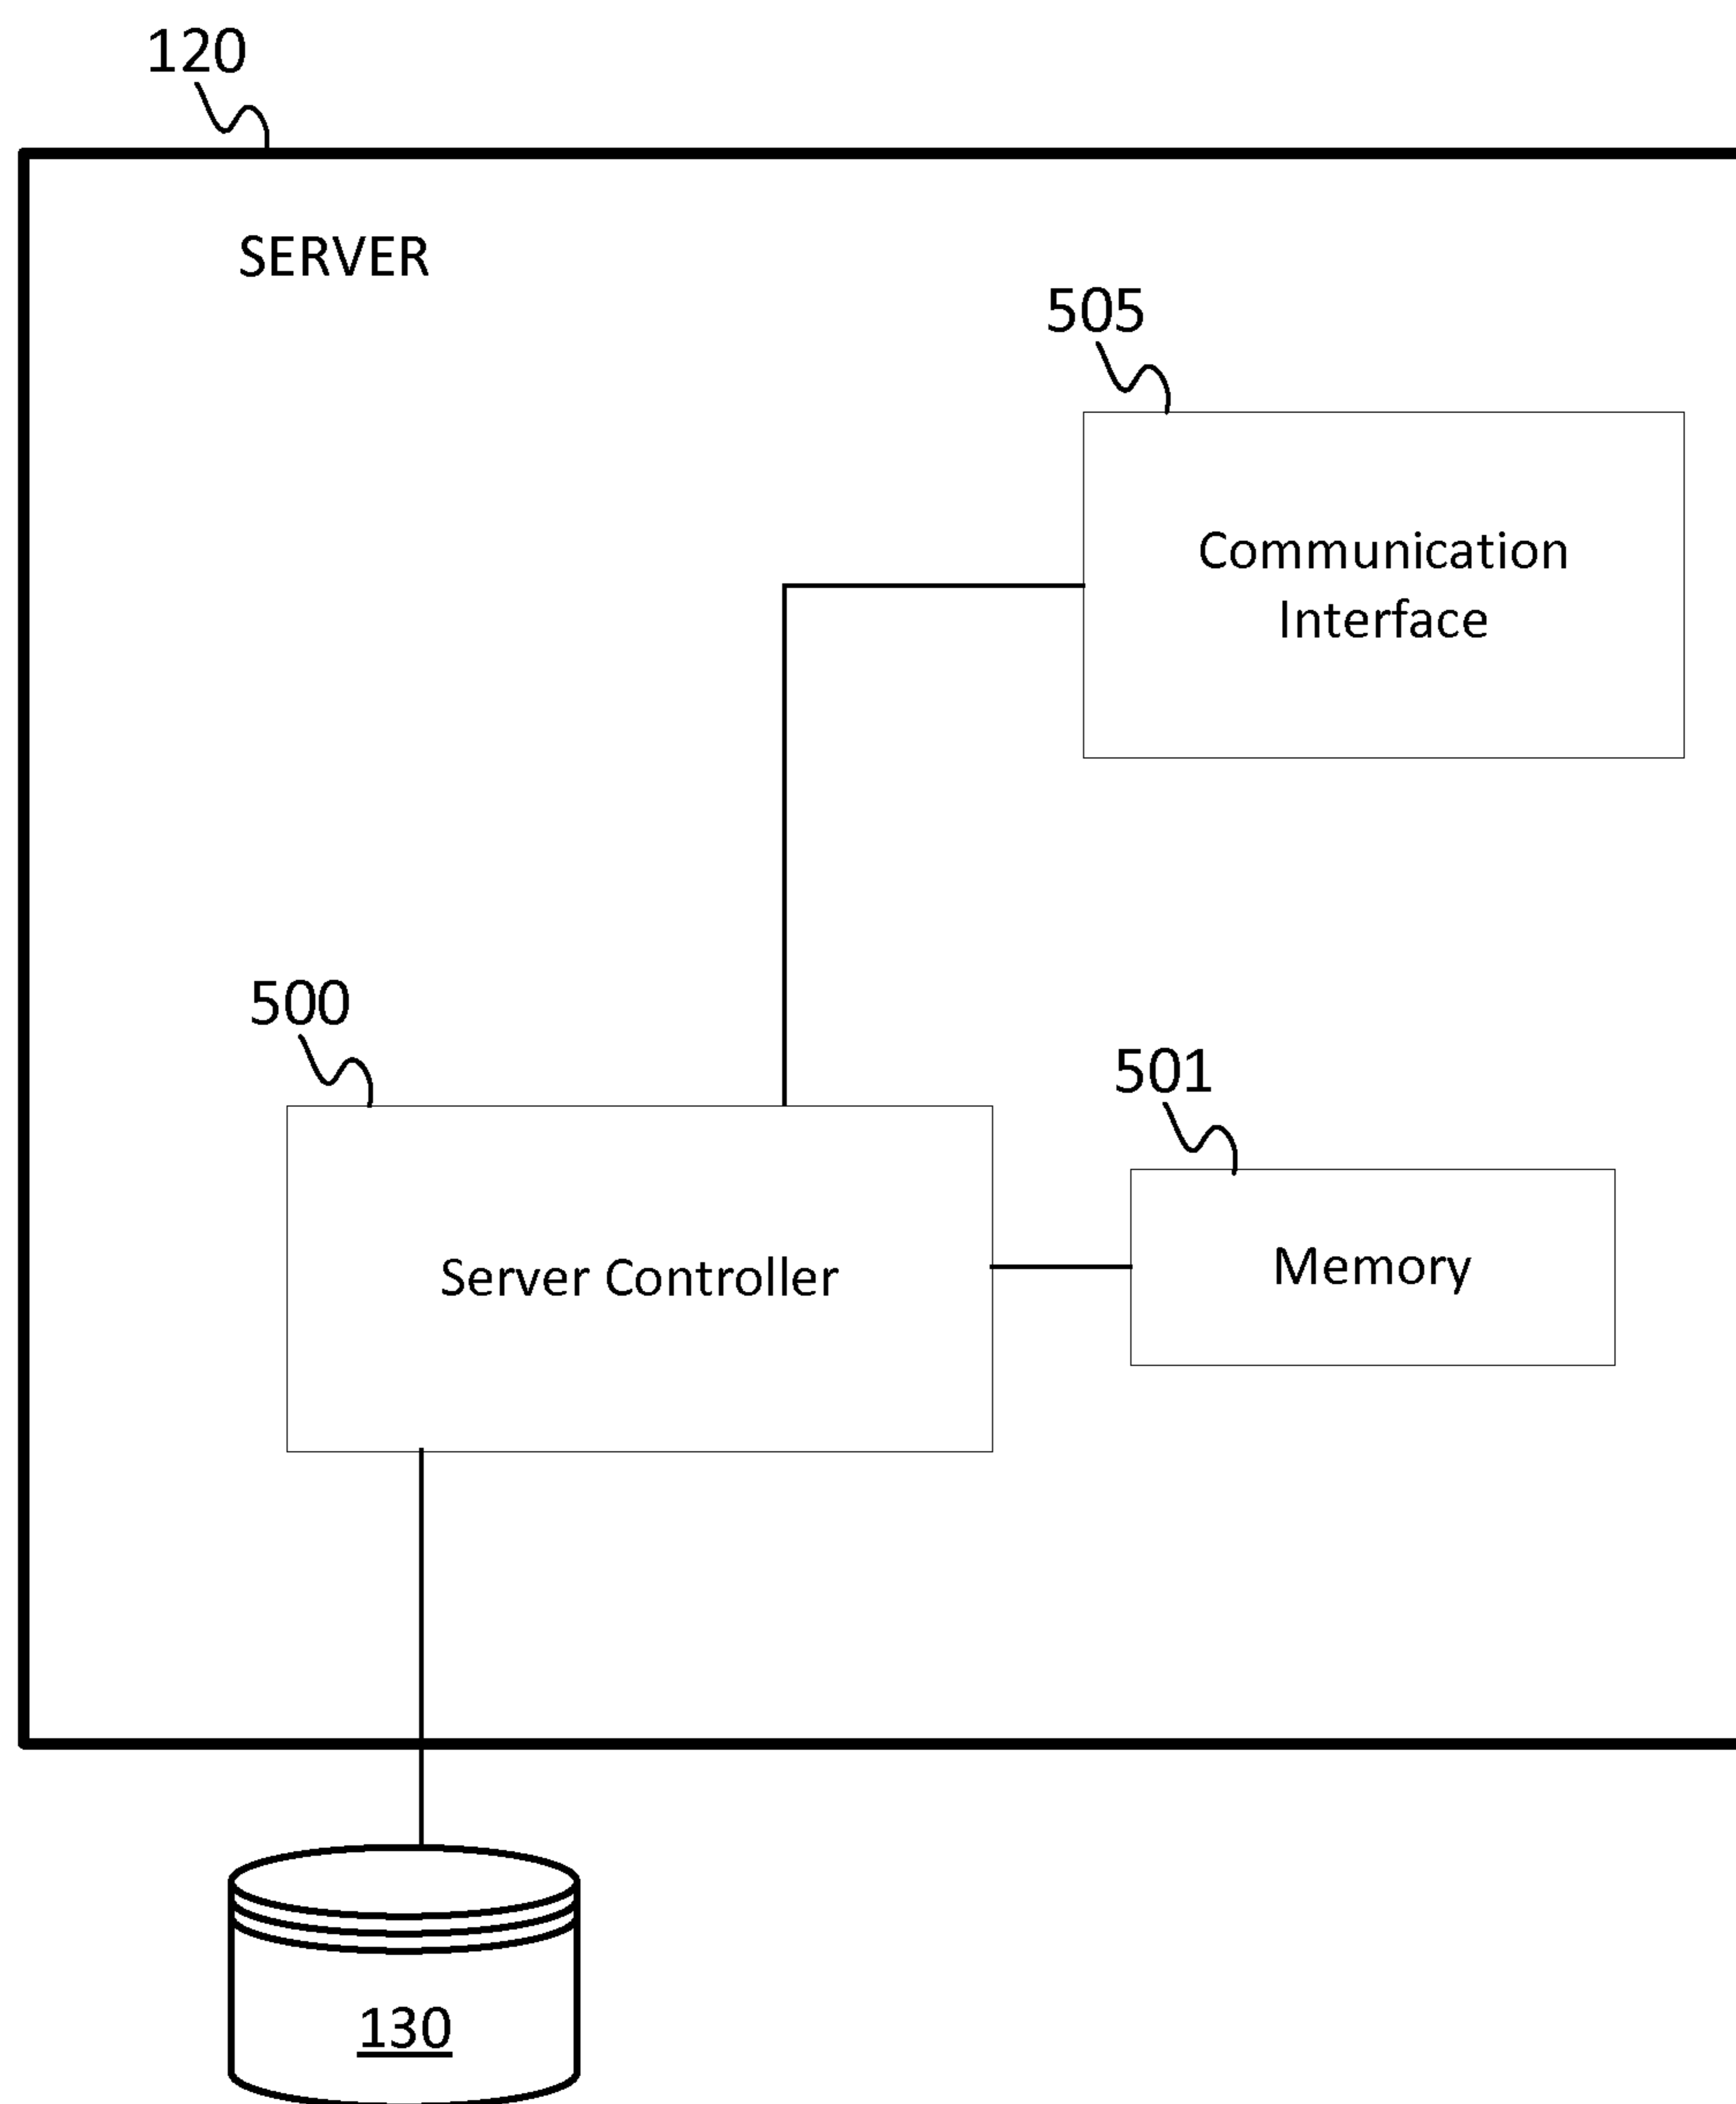 120
SERVER
505
Communication
Interface
500
501
Server Controller
Memory
130